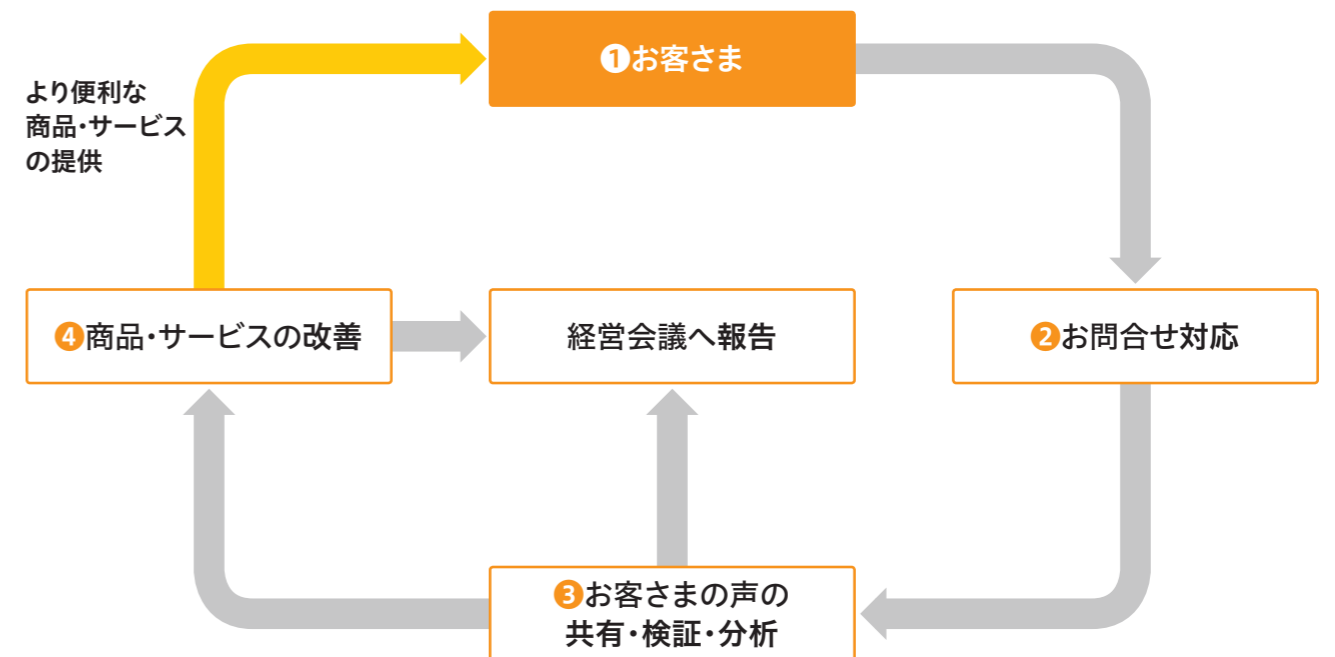 ❶お客さま
より便利な
商品・サービス
の提供
❹商品・サービスの改善
経営会議へ報告
❷お問合せ対応
❸お客さまの声の
共有・検証・分析